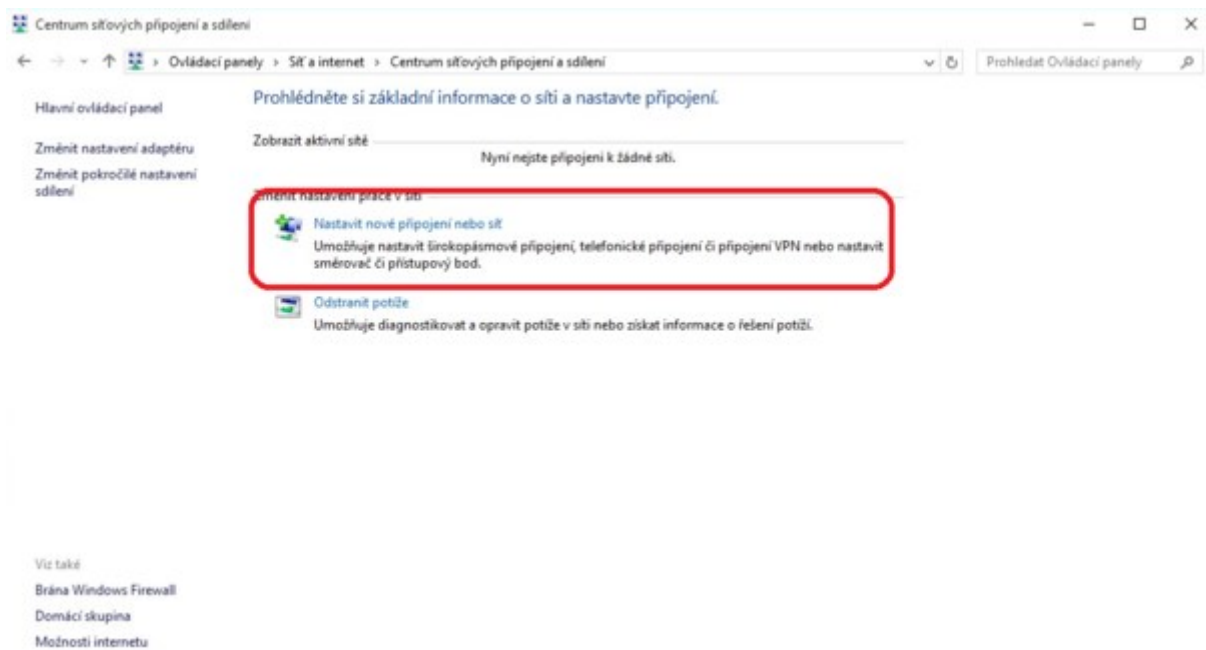 Centrum síťových připojení a sdílení
Ovládací panely › Síť a internet › Centrum síťových připojení a sdílení
Prohledat Ovládací panely
Hlavní ovládací panel
Změnit nastavení adaptéru
Změnit pokročilé nastavení
sdílení
Prohlédněte si základní informace o síti a nastavte připojení.
Zobrazit aktivní sítě
Nyní nejste připojeni k žádné síti.
Změnit nastavení práce v síti
Nastavit nové připojení nebo síť
Umožňuje nastavit širokopásmové připojení, telefonické připojení či připojení VPN nebo nastavit
směrovač či přístupový bod.
Odstranit potíže
Umožňuje diagnostikovat a opravit potíže v síti nebo získat informace o řešení potíží.
Viz také
Brána Windows Firewall
Domácí skupina
Možnosti internetu